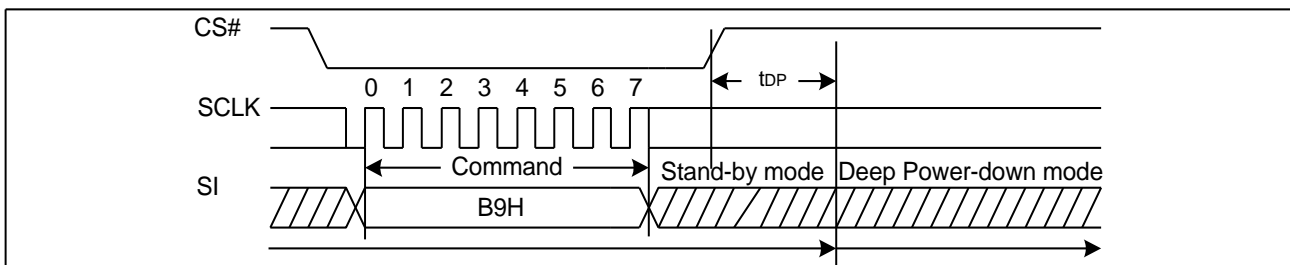 CS#
tDP
0 1 2 3 4 5 6 7
SCLK
Command
Stand-by mode Deep Power-down mode
SI
B9H